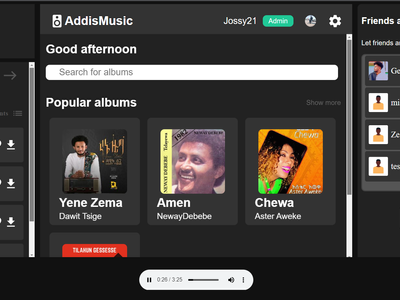 AddisMusic
Jossy21
Admin
Friends a
Good afternoon
Let friends a
Search for albums
Popular albums
Show more
Ge
mi
Ze
tes
1982
NEWAY DEBEBE
Chewa
Yene Zema
Dawit Tsige
Amen
NewayDebebe
Chewa
Aster Aweke
TILAHUN GESSESSE
0:26 / 3:25